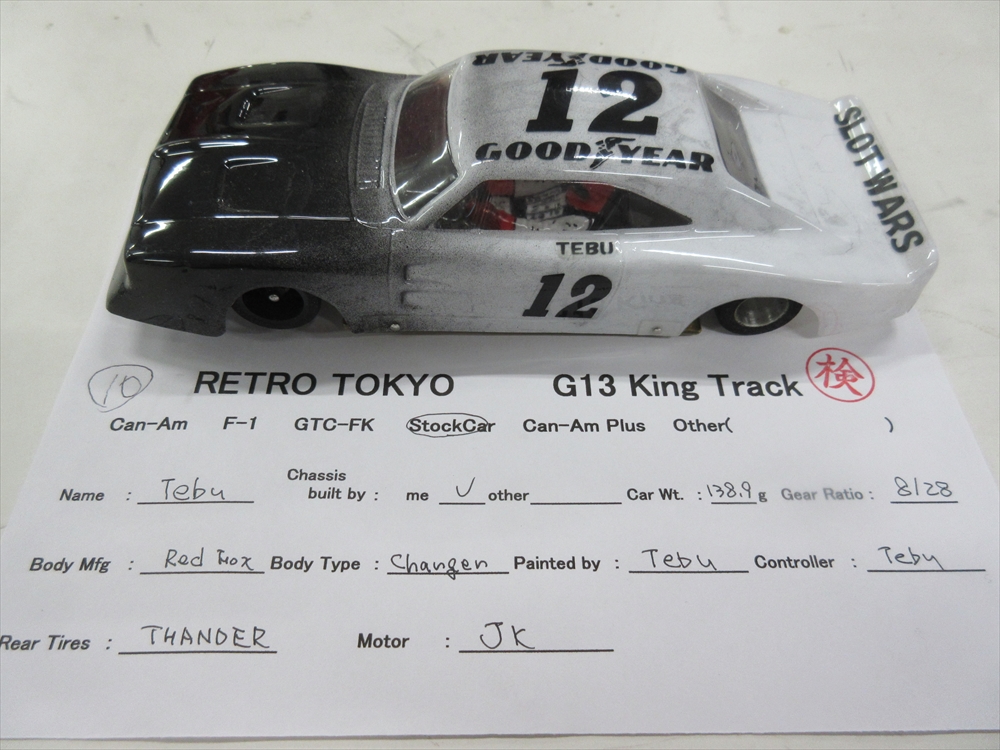 GOODYEAR
12
GOODYEAR
SLOT WARS
TEBU
12
10 RETRO TOKYO G13 King Track 検
Can-Am F-1 GTC-FK StockCar Can-Am Plus Other( )
Name : Tebu Chassis built by : me ✓ other Car Wt. : 138.9 g Gear Ratio : 8/28
Body Mfg : Red Fox Body Type : Changen Painted by : Tebu Controller : Tebu
Rear Tires : THANDER Motor : JK